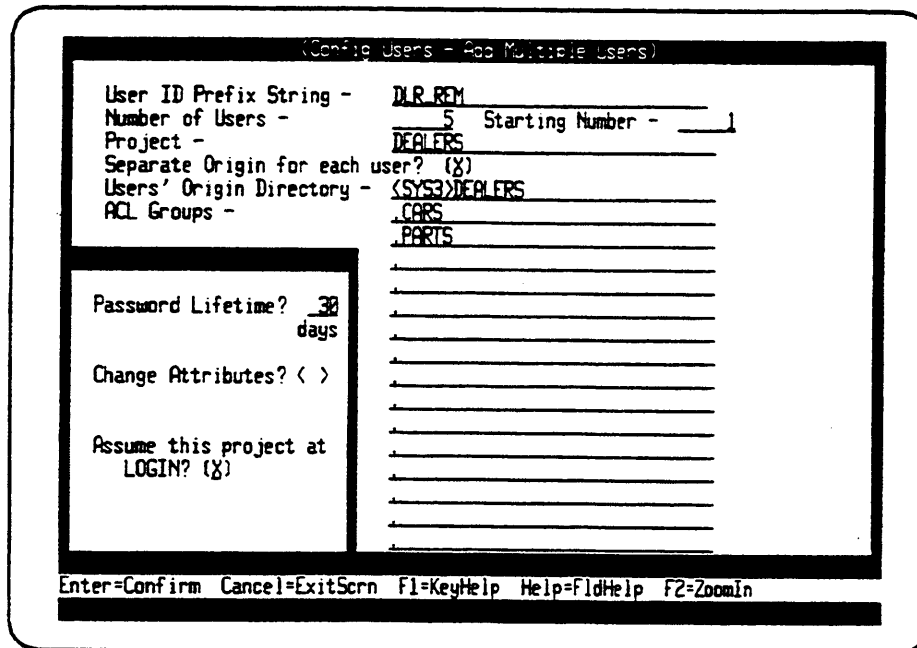 (Config Users - Add Multiple Users)
User ID Prefix String - DLR_REM
Number of Users - 5 Starting Number - 1
Project - DEALERS
Separate Origin for each user? (X)
Users' Origin Directory - <SYS3>DEALERS
ACL Groups - .CARS
.PARTS
.
.
.
.
.
.
.
.
.
.
.
.
.
Password Lifetime? 30
days
Change Attributes? < >
Assume this project at
LOGIN? (X)
Enter=Confirm Cancel=ExitScrn F1=KeyHelp Help=FldHelp F2=ZoomIn